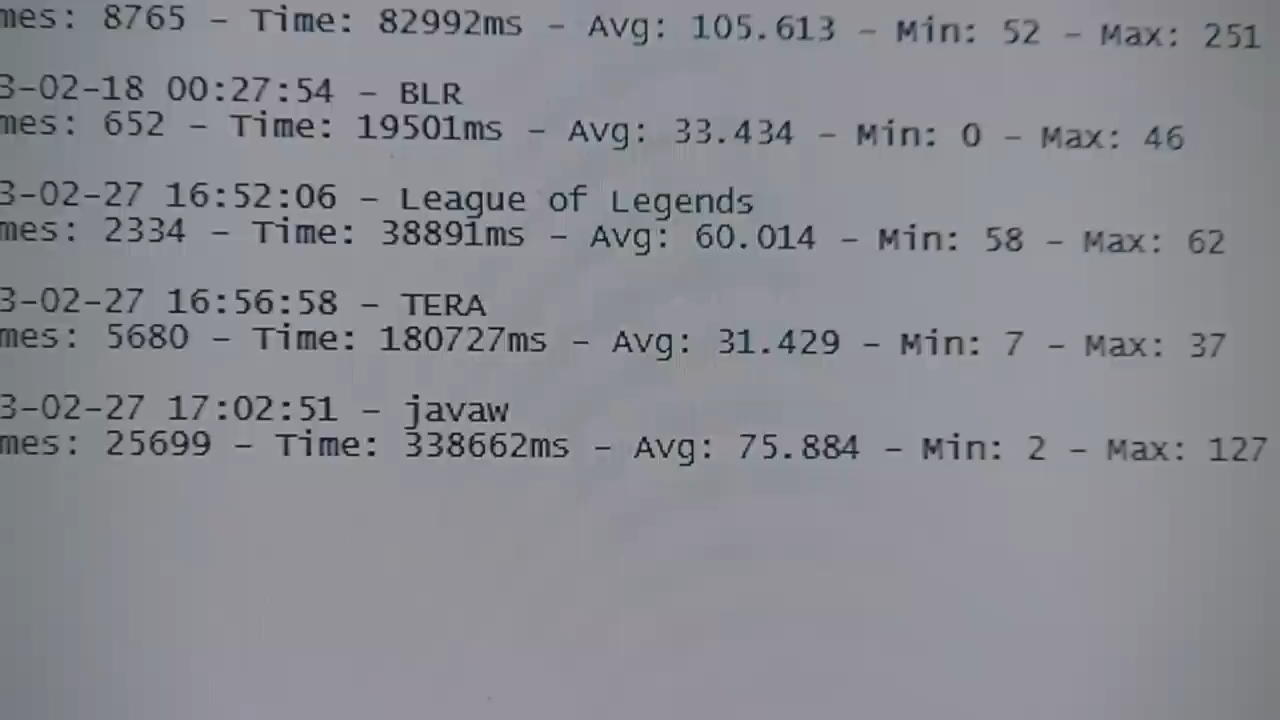 mes: 8765 - Time: 82992ms - Avg: 105.613 - Min: 52 - Max: 251
3-02-18 00:27:54 - BLR
mes: 652 - Time: 19501ms - Avg: 33.434 - Min: 0 - Max: 46
3-02-27 16:52:06 - League of Legends
mes: 2334 - Time: 38891ms - Avg: 60.014 - Min: 58 - Max: 62
3-02-27 16:56:58 - TERA
mes: 5680 - Time: 180727ms - Avg: 31.429 - Min: 7 - Max: 37
3-02-27 17:02:51 - javaw
mes: 25699 - Time: 338662ms - Avg: 75.884 - Min: 2 - Max: 127